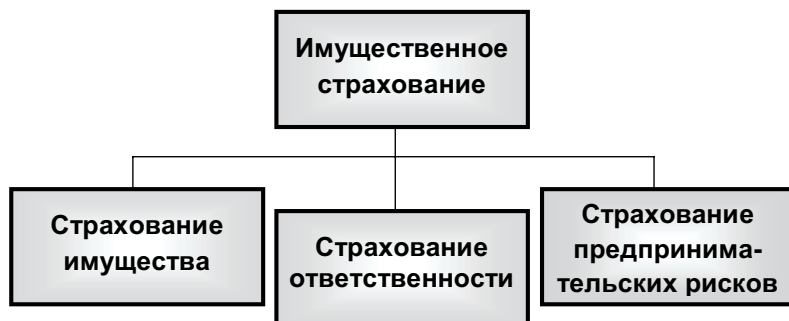 Имущественное
страхование
Страхование
имущества
Страхование
ответственности
Страхование
предпринима-
тельских рисков